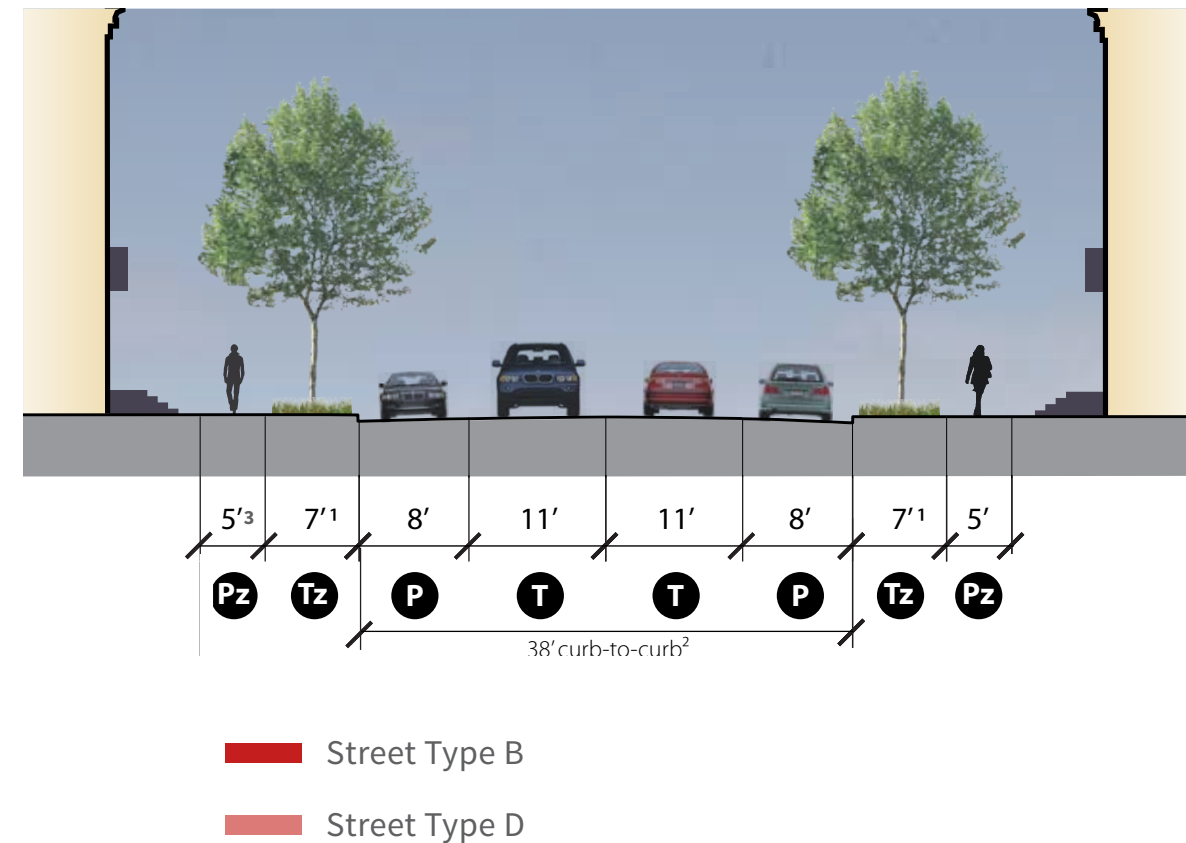 5′³ 7′¹ 8′ 11′ 11′ 8′ 7′¹ 5′
Pz Tz P T T P Tz Pz
38′ curb-to-curb²
Street Type B
Street Type D